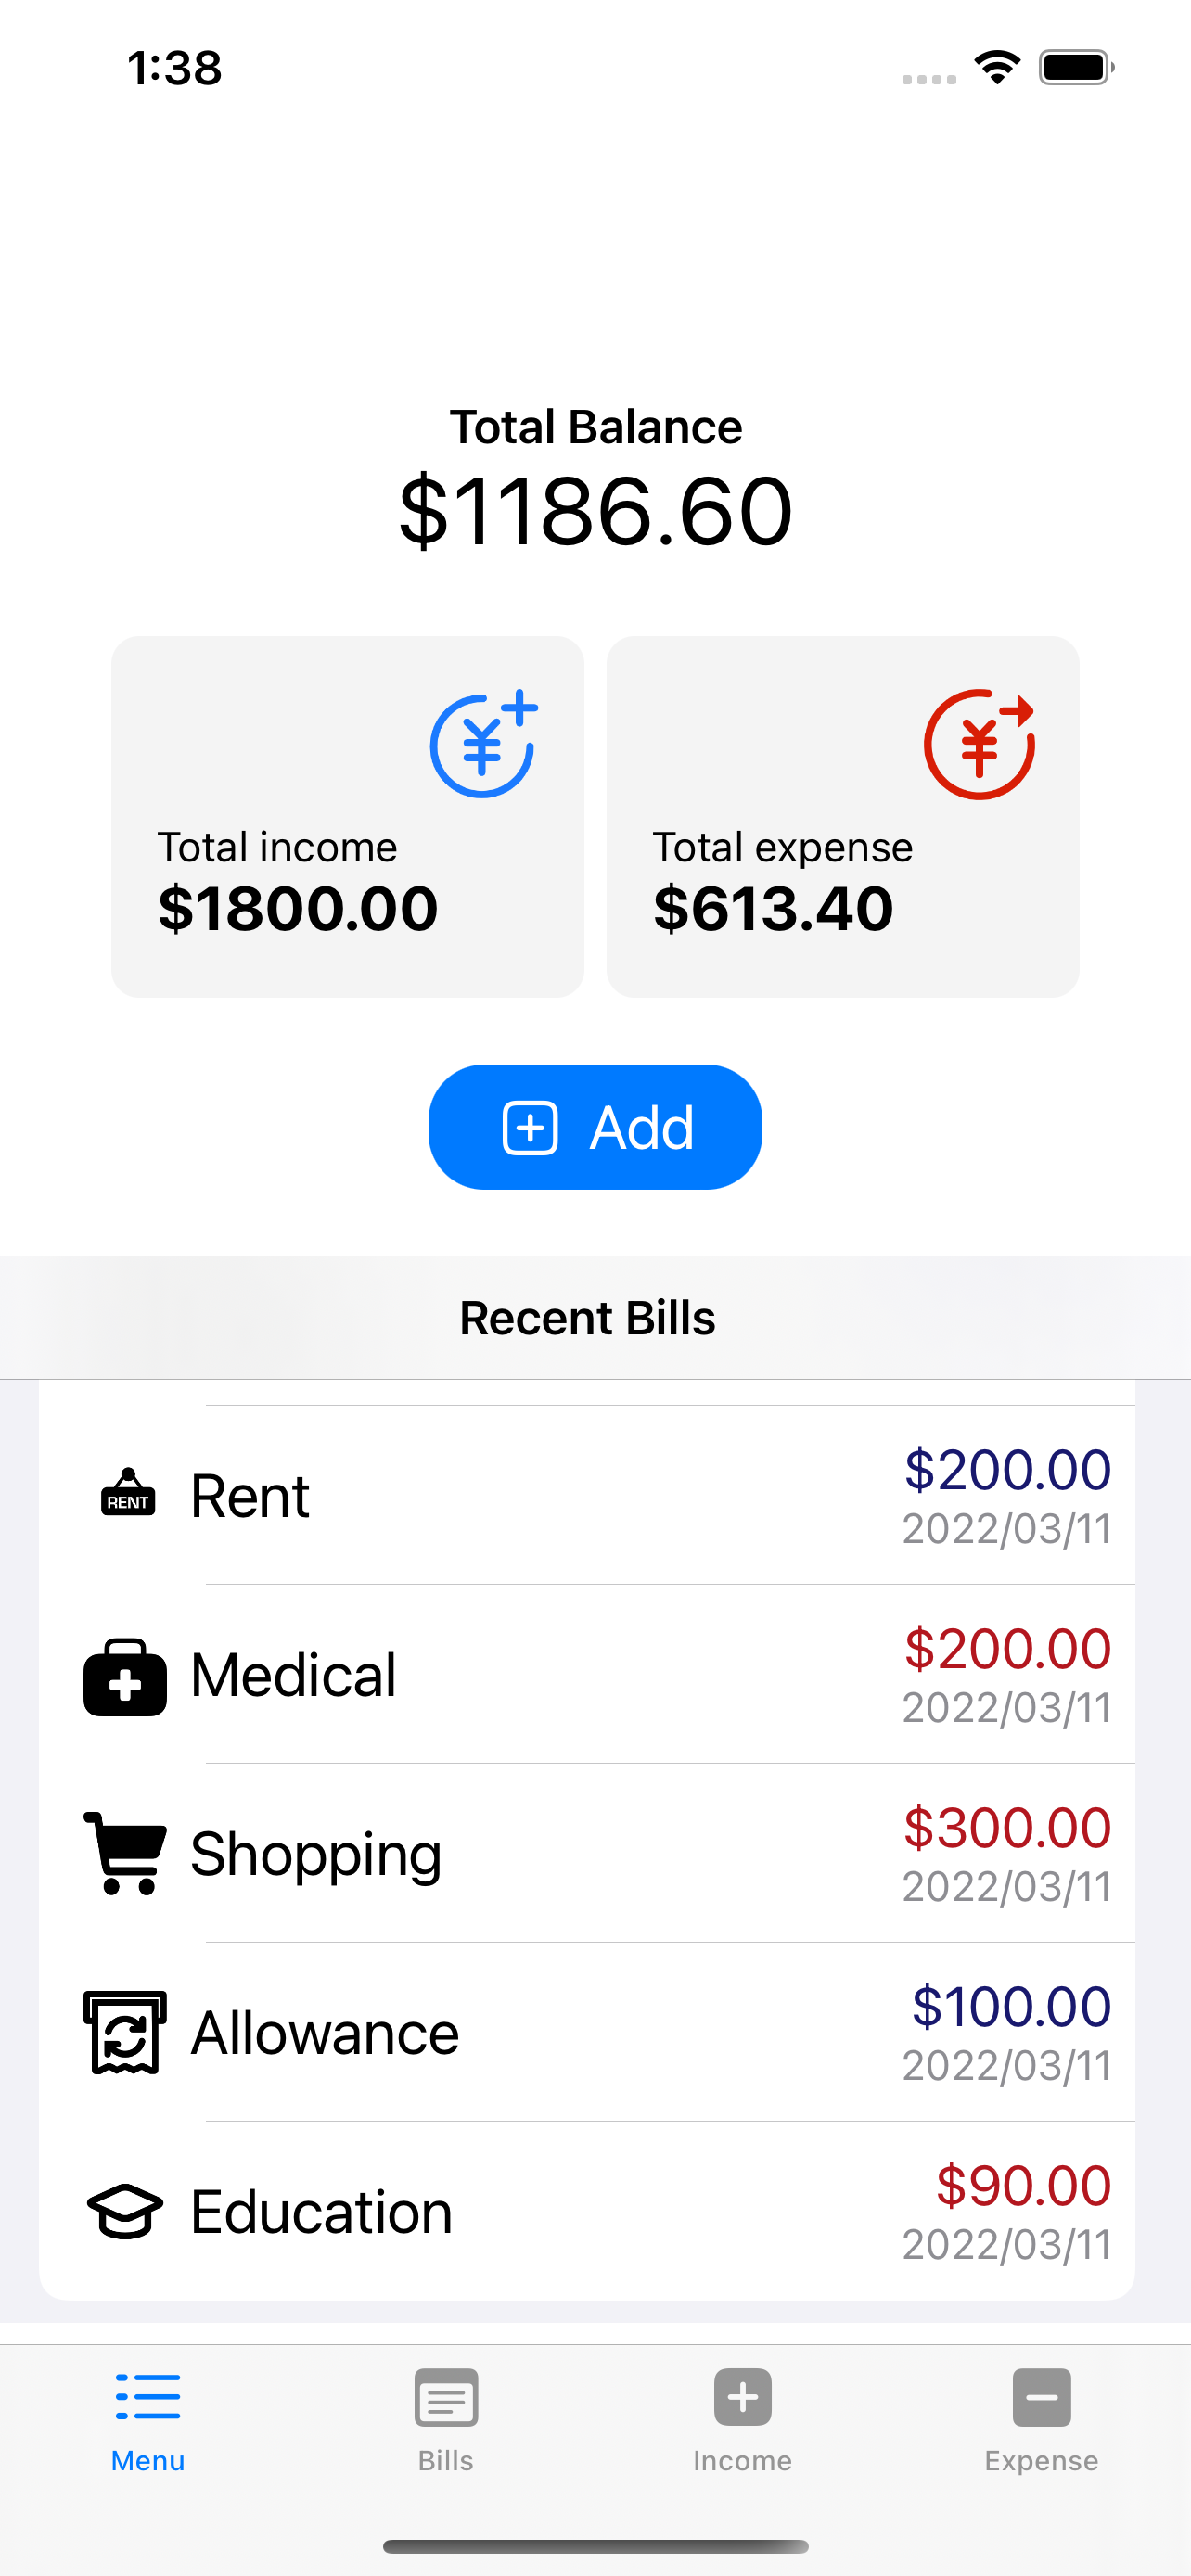 1:38
Total Balance
$1186.60
Total income
$1800.00
Total expense
$613.40
Add
Recent Bills
RENT
Rent
$200.00
2022/03/11
Medical
$200.00
2022/03/11
Shopping
$300.00
2022/03/11
Allowance
$100.00
2022/03/11
Education
$90.00
2022/03/11
Menu
Bills
Income
Expense